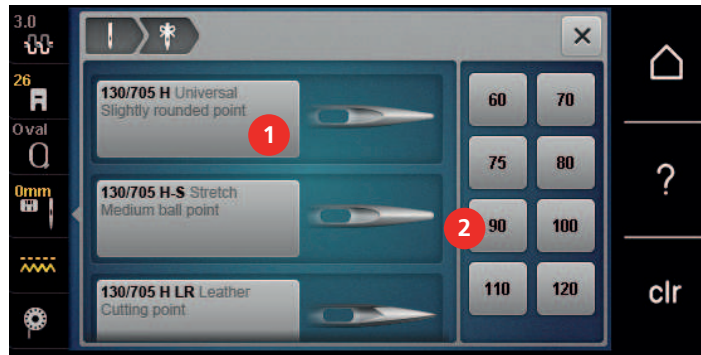 3.0
26
Oval
0mm
130/705 H Universal
Slightly rounded point
1
130/705 H-S Stretch
Medium ball point
130/705 H LR Leather
Cutting point
60 70
75 80
2
90 100
110 120
?
clr